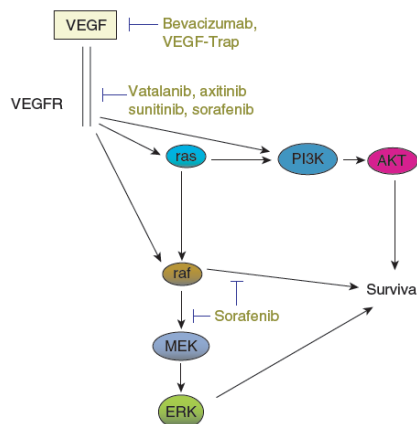 VEGF
Bevacizumab,
VEGF-Trap
Vatalanib, axitinib
sunitinib, sorafenib
VEGFR
ras
PI3K
AKT
raf
Surviva
Sorafenib
MEK
ERK